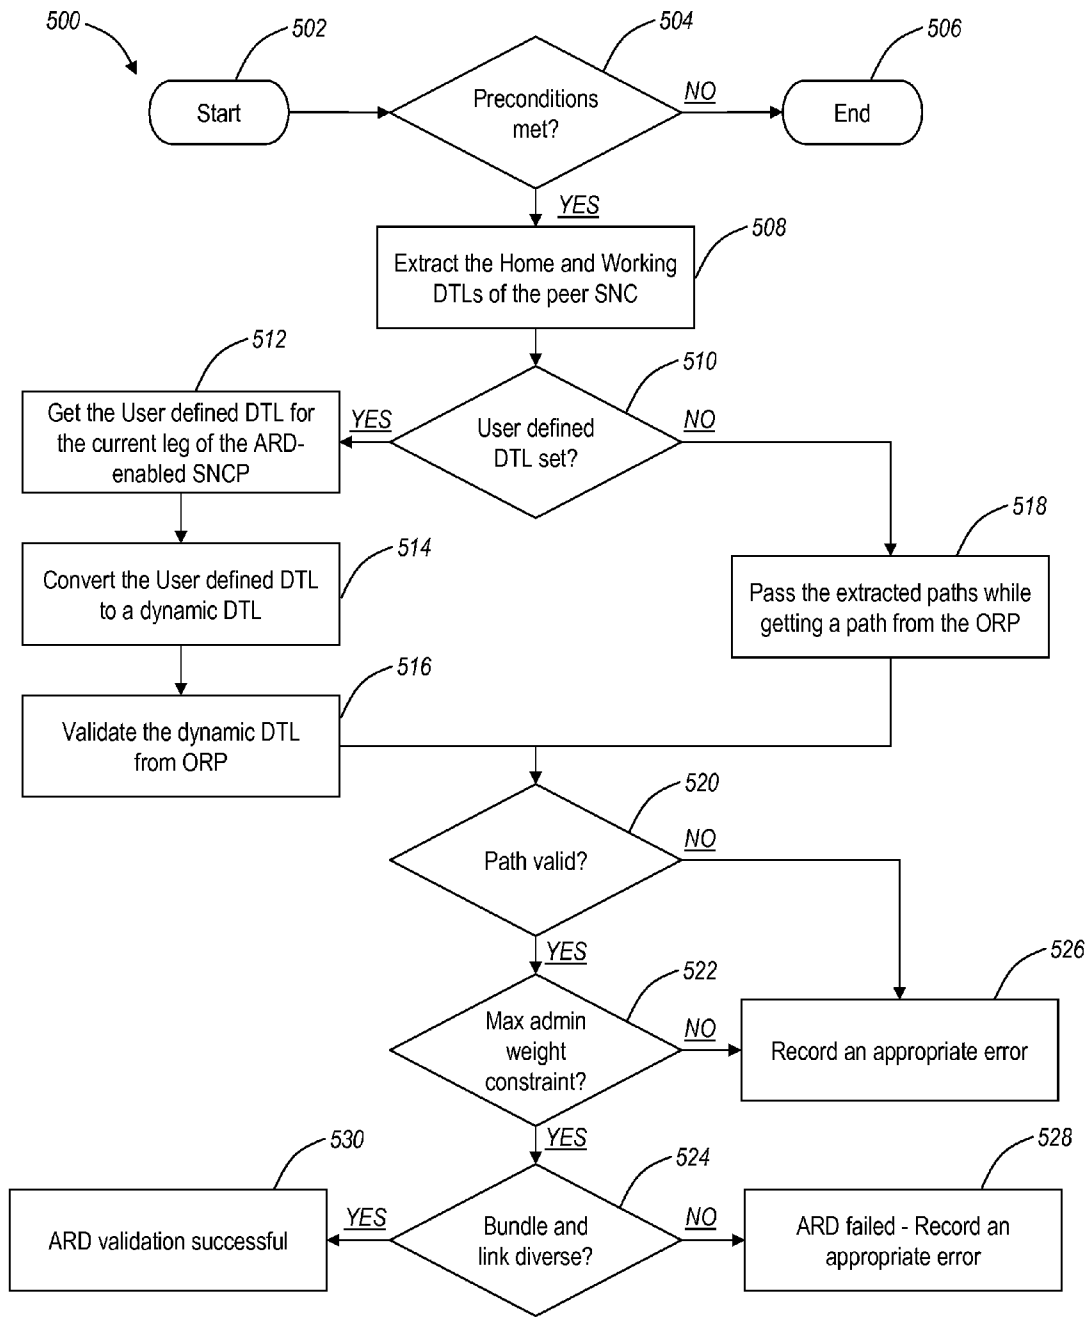 500
502
504
506
Start
Preconditions
met?
NO
End
YES
508
Extract the Home and Working
DTLs of the peer SNC
512
510
Get the User defined DTL for
the current leg of the ARD-
enabled SNCP
YES
User defined
DTL set?
NO
518
514
Convert the User defined DTL
to a dynamic DTL
Pass the extracted paths while
getting a path from the ORP
516
Validate the dynamic DTL
from ORP
520
Path valid?
NO
YES
522
526
Max admin
weight
constraint?
NO
Record an appropriate error
YES
530
524
528
ARD validation successful
YES
Bundle and
link diverse?
NO
ARD failed - Record an
appropriate error